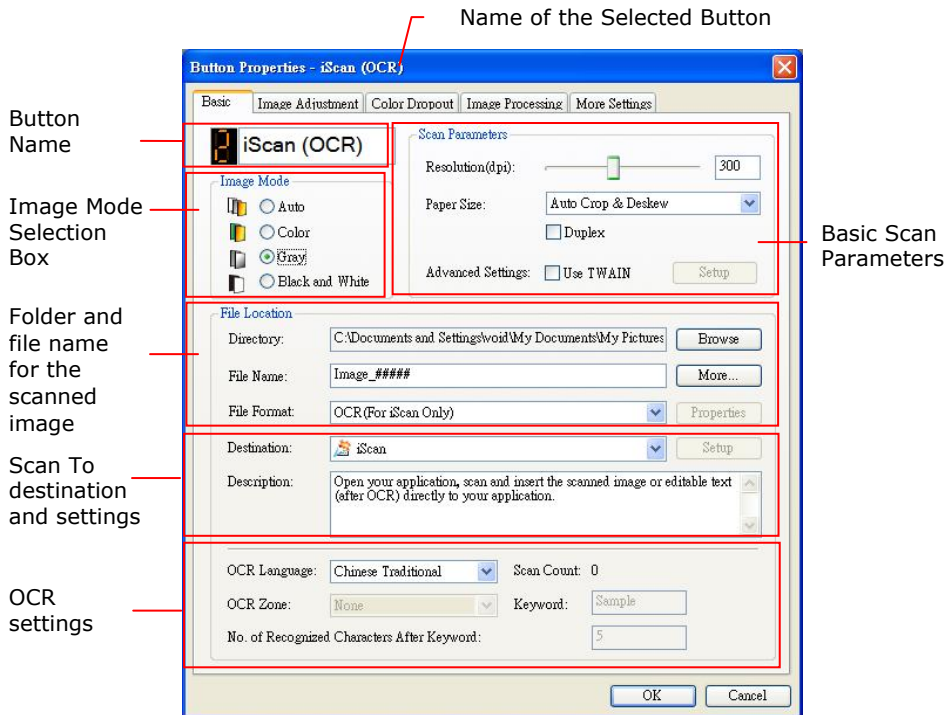 Name of the Selected Button
Button Properties - iScan (OCR)
Basic
Image Adjustment
Color Dropout
Image Processing
More Settings
Button
Name
2 iScan (OCR)
Image Mode
Auto
Color
Gray
Black and White
Image Mode
Selection
Box
Scan Parameters
Resolution(dpi): 300
Paper Size: Auto Crop & Deskew
Duplex
Advanced Settings: Use TWAIN Setup
Basic Scan
Parameters
Folder and
file name
for the
scanned
image
File Location
Directory: C:\Documents and Settings\void\My Documents\My Pictures Browse
File Name: Image_##### More...
File Format: OCR(For iScan Only) Properties
Scan To
destination
and settings
Destination: iScan Setup
Description: Open your application, scan and insert the scanned image or editable text
(after OCR) directly to your application.
OCR
settings
OCR Language: Chinese Traditional Scan Count: 0
OCR Zone: None Keyword: Sample
No. of Recognized Characters After Keyword: 5
OK Cancel